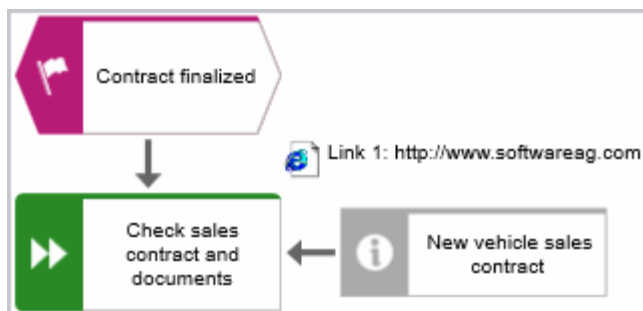 Contract finalized
Link 1: http://www.softwareag.com
Check sales
contract and
documents
New vehicle sales
contract